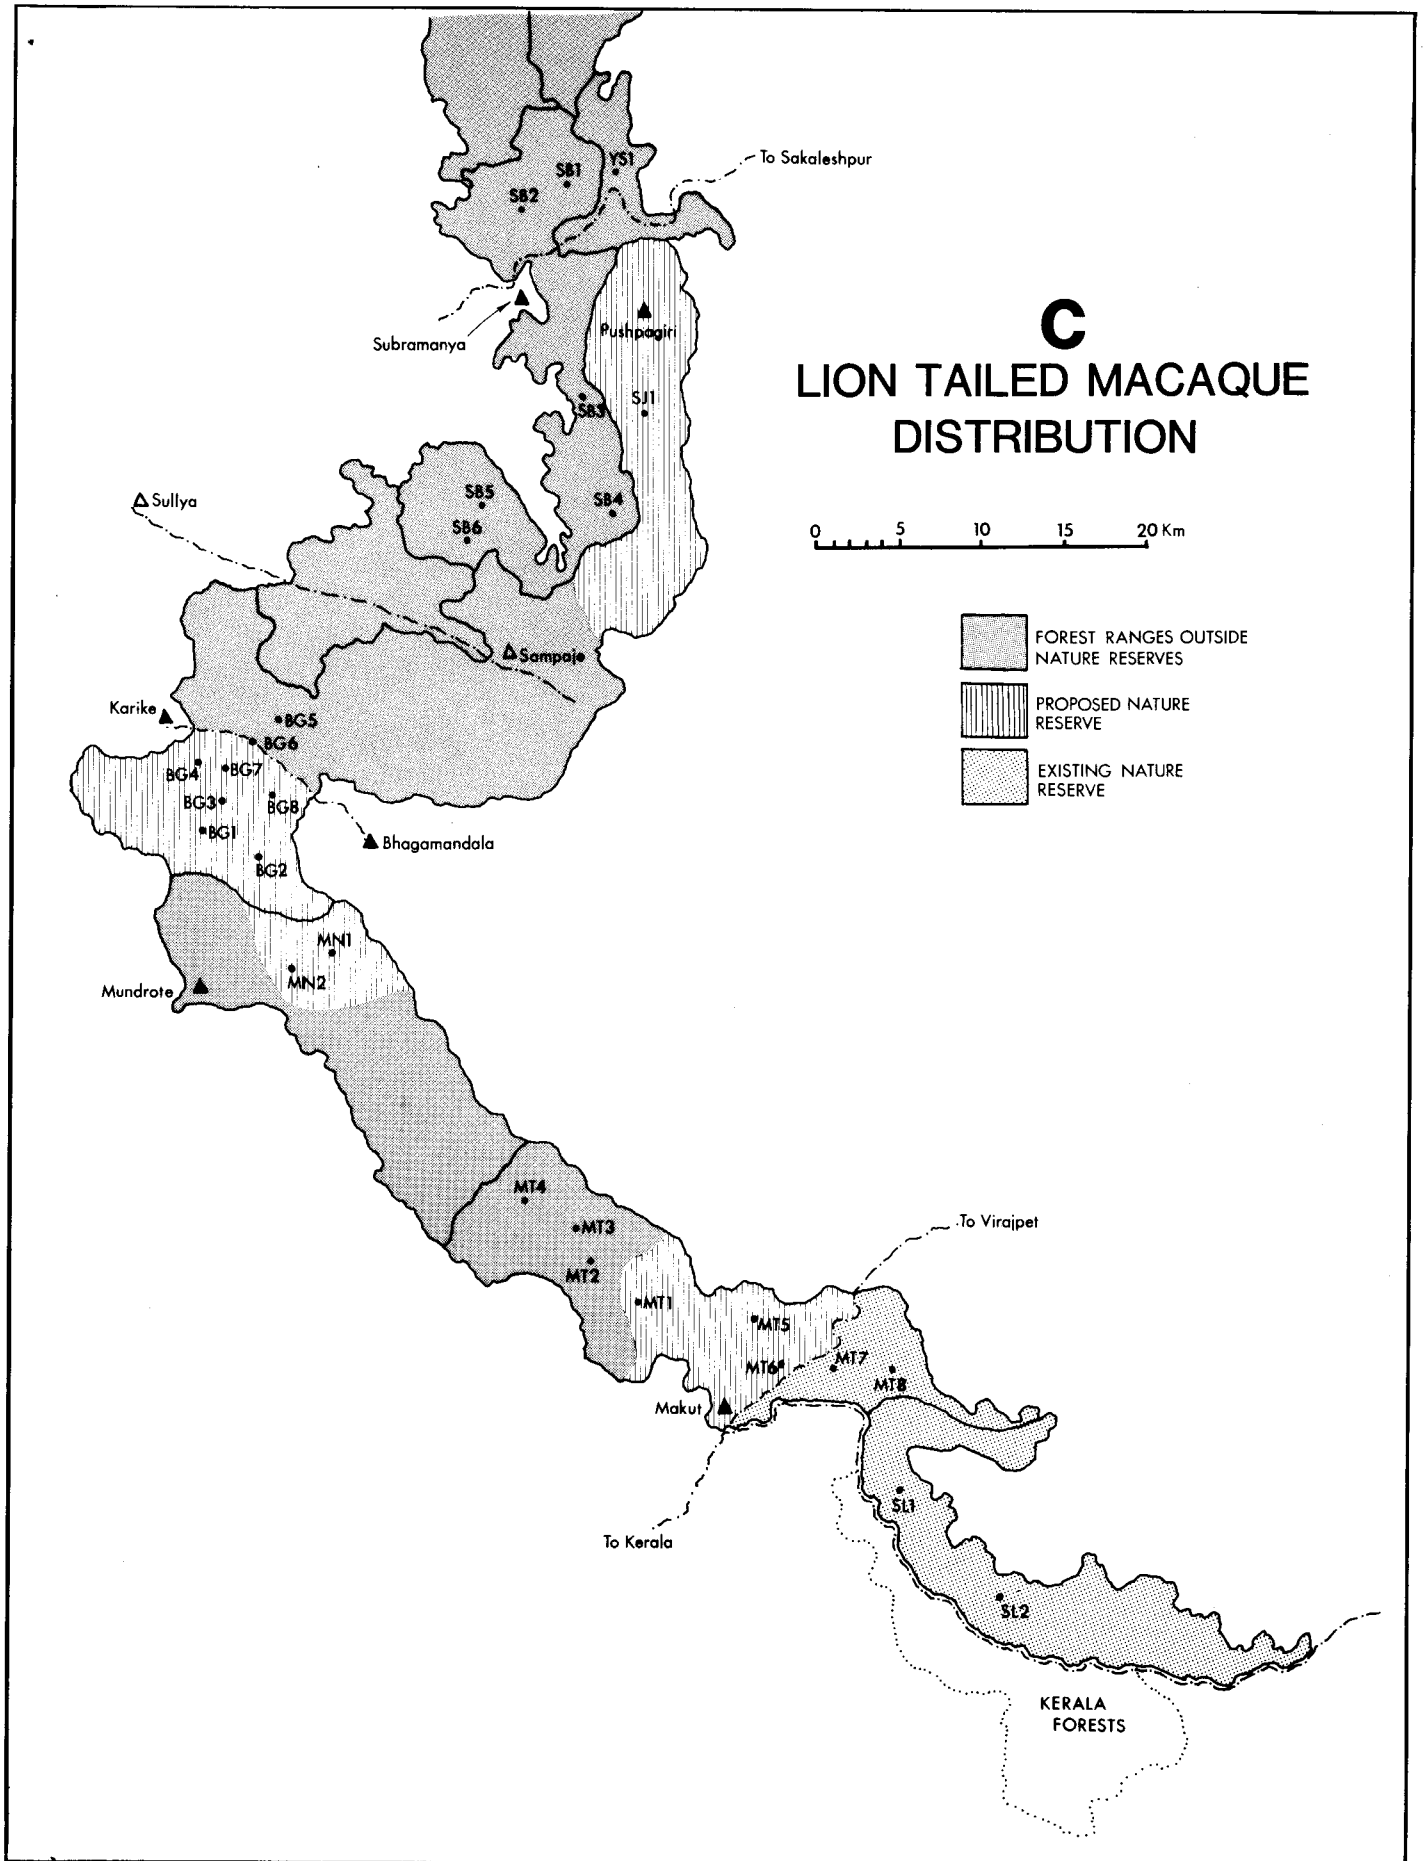 To Sakaleshpur
YS1
SB1
SB2
Subramanya
Pushpagiri
C
LION TAILED MACAQUE
DISTRIBUTION
SB3
SJ1
SB5
SB4
SB6
Sullya
0 5 10 15 20 Km
FOREST RANGES OUTSIDE
NATURE RESERVES
Sampaje
PROPOSED NATURE
RESERVE
Karike
BG5
BG6
BG4
BG7
EXISTING NATURE
RESERVE
BG3
BG8
BG1
Bhagamandala
BG2
MN1
MN2
Mundrote
MT4
MT3
To Virajpet
MT2
MT1
MT5
MT6
MT7
MT8
Makut
SL1
To Kerala
SL2
KERALA
FORESTS